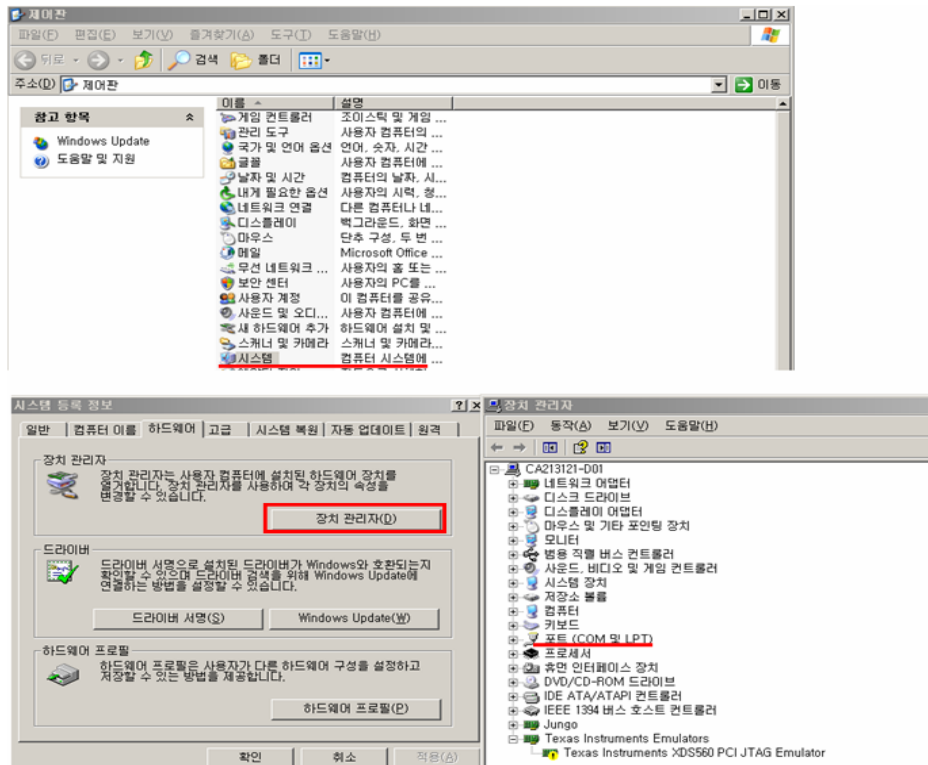 제어판
파일(F) 편집(E) 보기(V) 즐겨찾기(A) 도구(T) 도움말(H)
뒤로 검색 폴더
주소(D) 제어판 이동
참고 항목
Windows Update
도움말 및 지원
이름 설명
게임 컨트롤러 조이스틱 및 게임 ...
관리 도구 사용자 컴퓨터의 ...
국가 및 언어 옵션 언어, 숫자, 시간 ...
글꼴 사용자 컴퓨터에 ...
날짜 및 시간 컴퓨터의 날짜, 시...
내게 필요한 옵션 사용자의 시력, 청...
네트워크 연결 다른 컴퓨터나 네...
디스플레이 백그라운드, 화면 ...
마우스 단추 구성, 두 번 ...
메일 Microsoft Office ...
무선 네트워크 ... 사용자의 홈 또는 ...
보안 센터 사용자의 PC를 ...
사용자 계정 이 컴퓨터를 공유...
사운드 및 오디... 사용자 컴퓨터에 ...
새 하드웨어 추가 하드웨어 설치 및 ...
스캐너 및 카메라 스캐너 및 카메라...
시스템 컴퓨터 시스템에 ...
시스템 등록 정보
일반 컴퓨터 이름 하드웨어 고급 시스템 복원 자동 업데이트 원격
장치 관리자
장치 관리자는 사용자 컴퓨터에 설치된 하드웨어 장치를
열거합니다. 장치 관리자를 사용하여 각 장치의 속성을
변경할 수 있습니다.
장치 관리자(D)
드라이버
드라이버 서명으로 설치된 드라이버가 Windows와 호환되는지
확인할 수 있으며 드라이버 검색을 위해 Windows Update에
연결하는 방법을 설정할 수 있습니다.
드라이버 서명(S) Windows Update(W)
하드웨어 프로필
하드웨어 프로필은 사용자가 다른 하드웨어 구성을 설정하고
저장할 수 있는 방법을 제공합니다.
하드웨어 프로필(P)
확인 취소 적용(A)
장치 관리자
파일(F) 동작(A) 보기(V) 도움말(H)
CA213121-D01
네트워크 어댑터
디스크 드라이브
디스플레이 어댑터
마우스 및 기타 포인팅 장치
모니터
범용 직렬 버스 컨트롤러
사운드, 비디오 및 게임 컨트롤러
시스템 장치
저장소 볼륨
컴퓨터
키보드
포트 (COM 및 LPT)
프로세서
휴먼 인터페이스 장치
DVD/CD-ROM 드라이브
IDE ATA/ATAPI 컨트롤러
IEEE 1394 버스 호스트 컨트롤러
Jungo
Texas Instruments Emulators
Texas Instruments XDS560 PCI JTAG Emulator